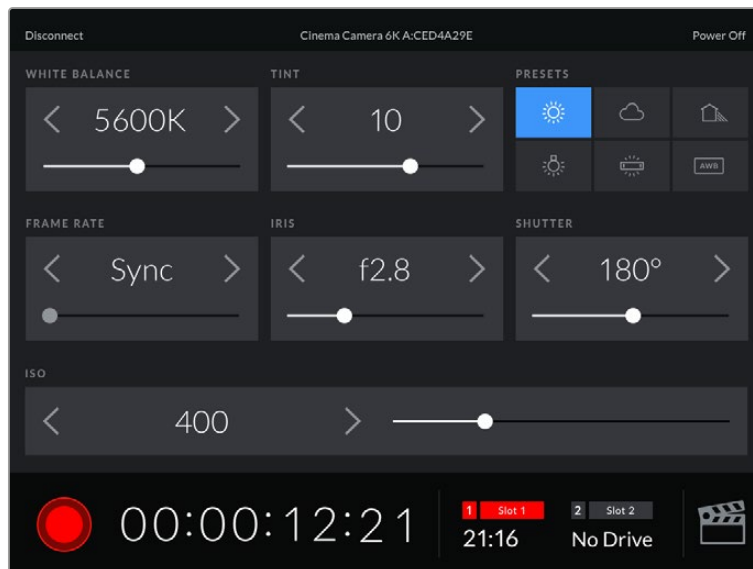 Disconnect Cinema Camera 6K A:CED4A29E Power Off
WHITE BALANCE TINT PRESETS
5600K 10
AWB
FRAME RATE IRIS SHUTTER
Sync f2.8 180°
ISO
400
00:00:12:21
1 Slot 1 2 Slot 2
21:16 No Drive